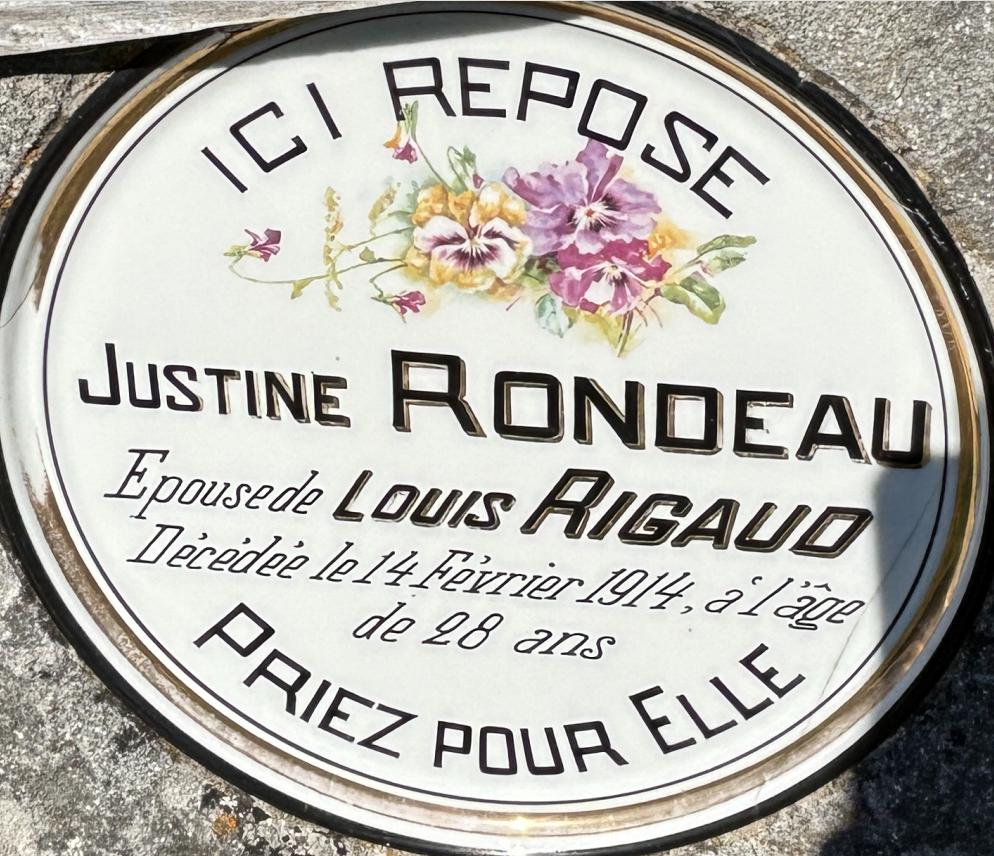 ICI REPOSE
JUSTINE RONDEAU
Epouse de LOUIS RIGAUD
Décédée le 14 Février 1914, à l'âge
de 28 ans
PRIEZ POUR ELLE